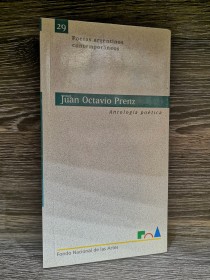 29
Poetas argentinos
contemporáneos
Juan Octavio Prenz
Antología poética
Fondo Nacional de las Artes